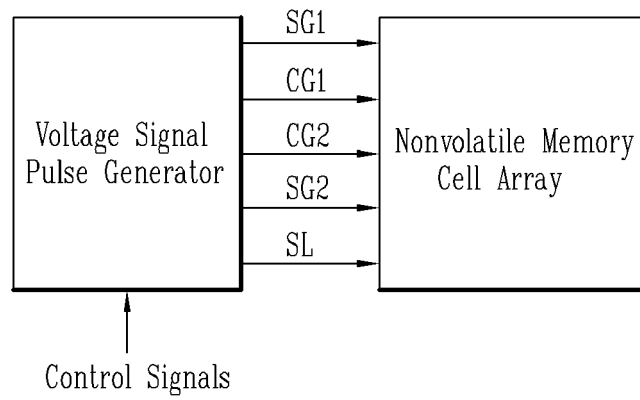 Voltage Signal
Pulse Generator
SG1
CG1
CG2
SG2
SL
Nonvolatile Memory
Cell Array
Control Signals